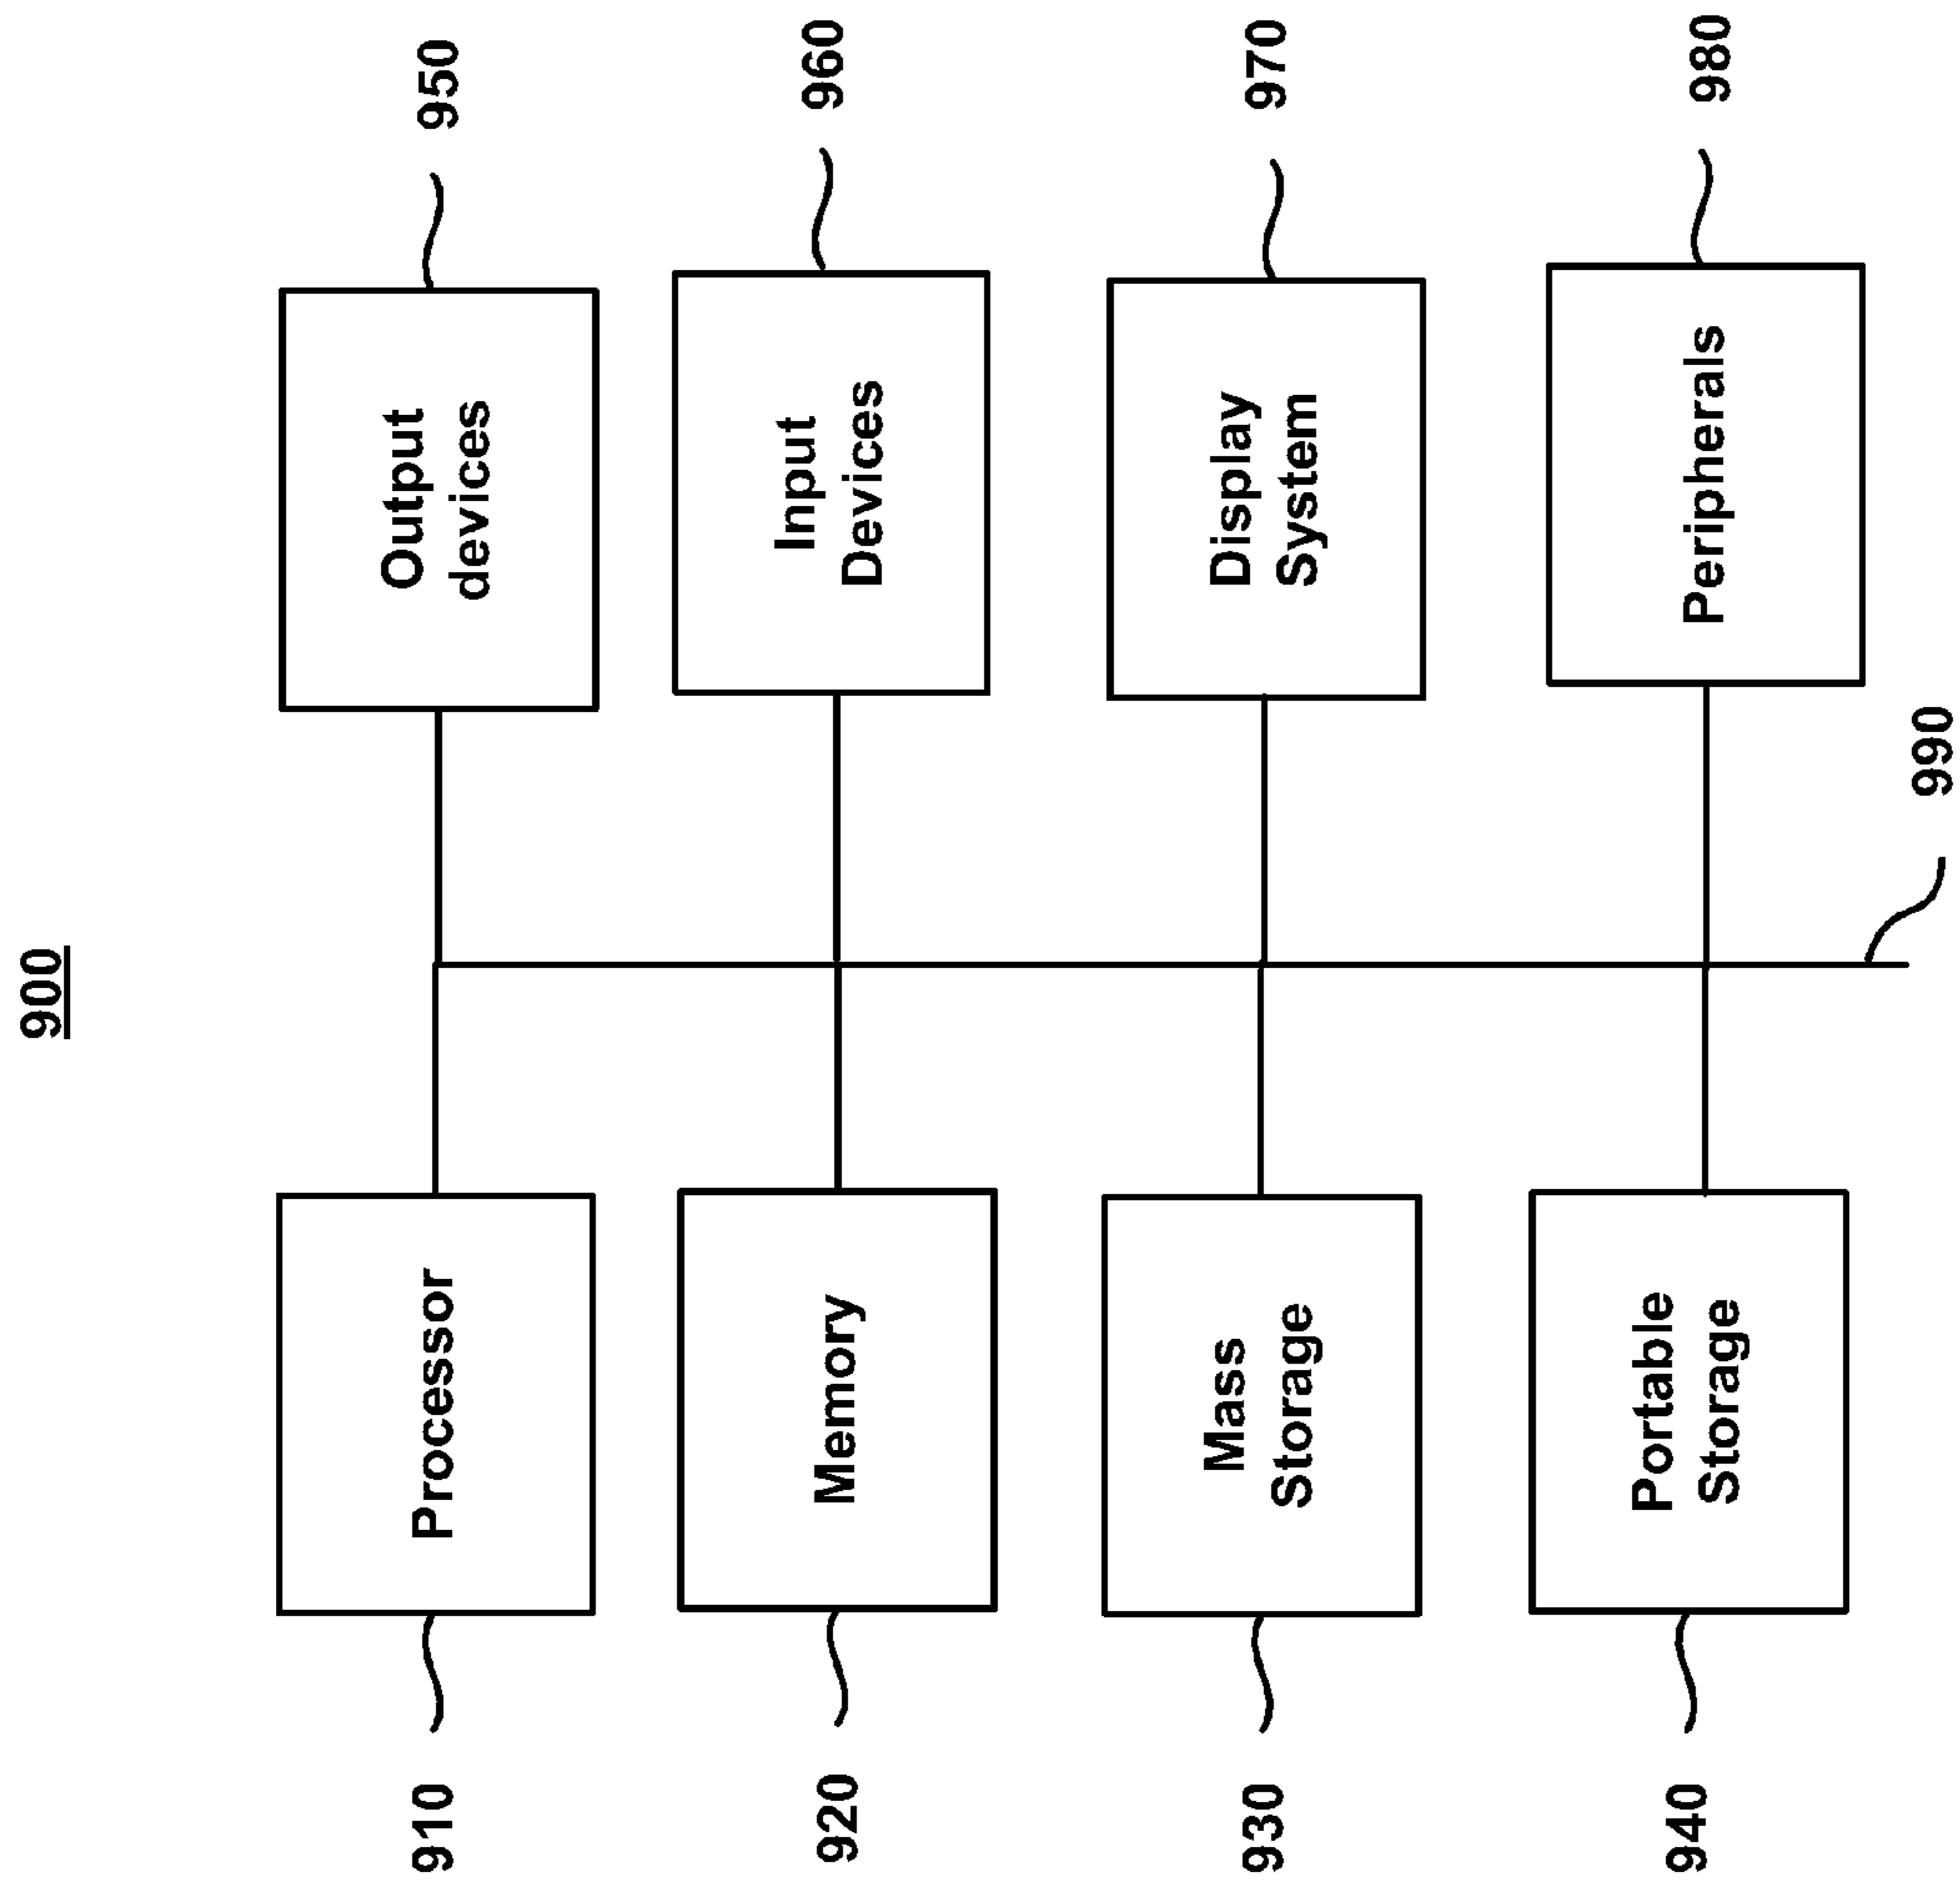 900
910
Processor
Output
devices
950
920
Memory
Input
Devices
960
930
Mass
Storage
Display
System
970
940
Portable
Storage
Peripherals
980
990